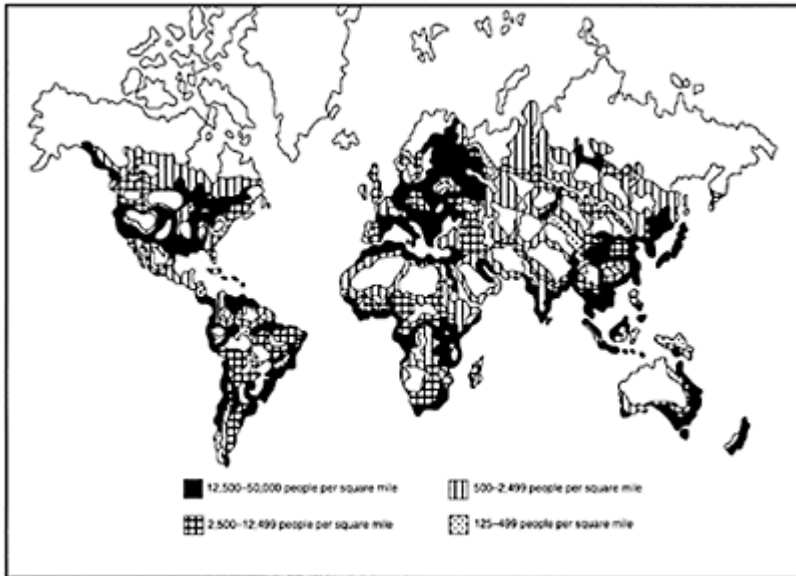 12,500–50,000 people per square mile
500–2,499 people per square mile
2,500–12,499 people per square mile
125–499 people per square mile